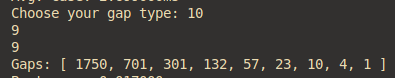 Choose your gap type: 10
9
9
Gaps: [ 1750, 701, 301, 132, 57, 23, 10, 4, 1 ]